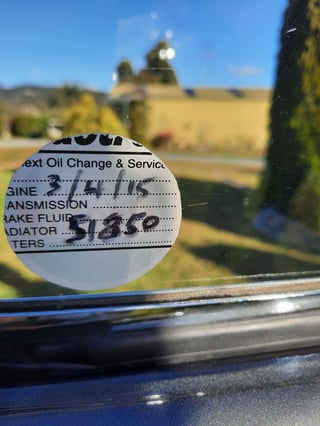 ext Oil Change & Servic
GINE 3/4/15
ANSMISSION
RAKE FLUID
ADIATOR 51850
TERS